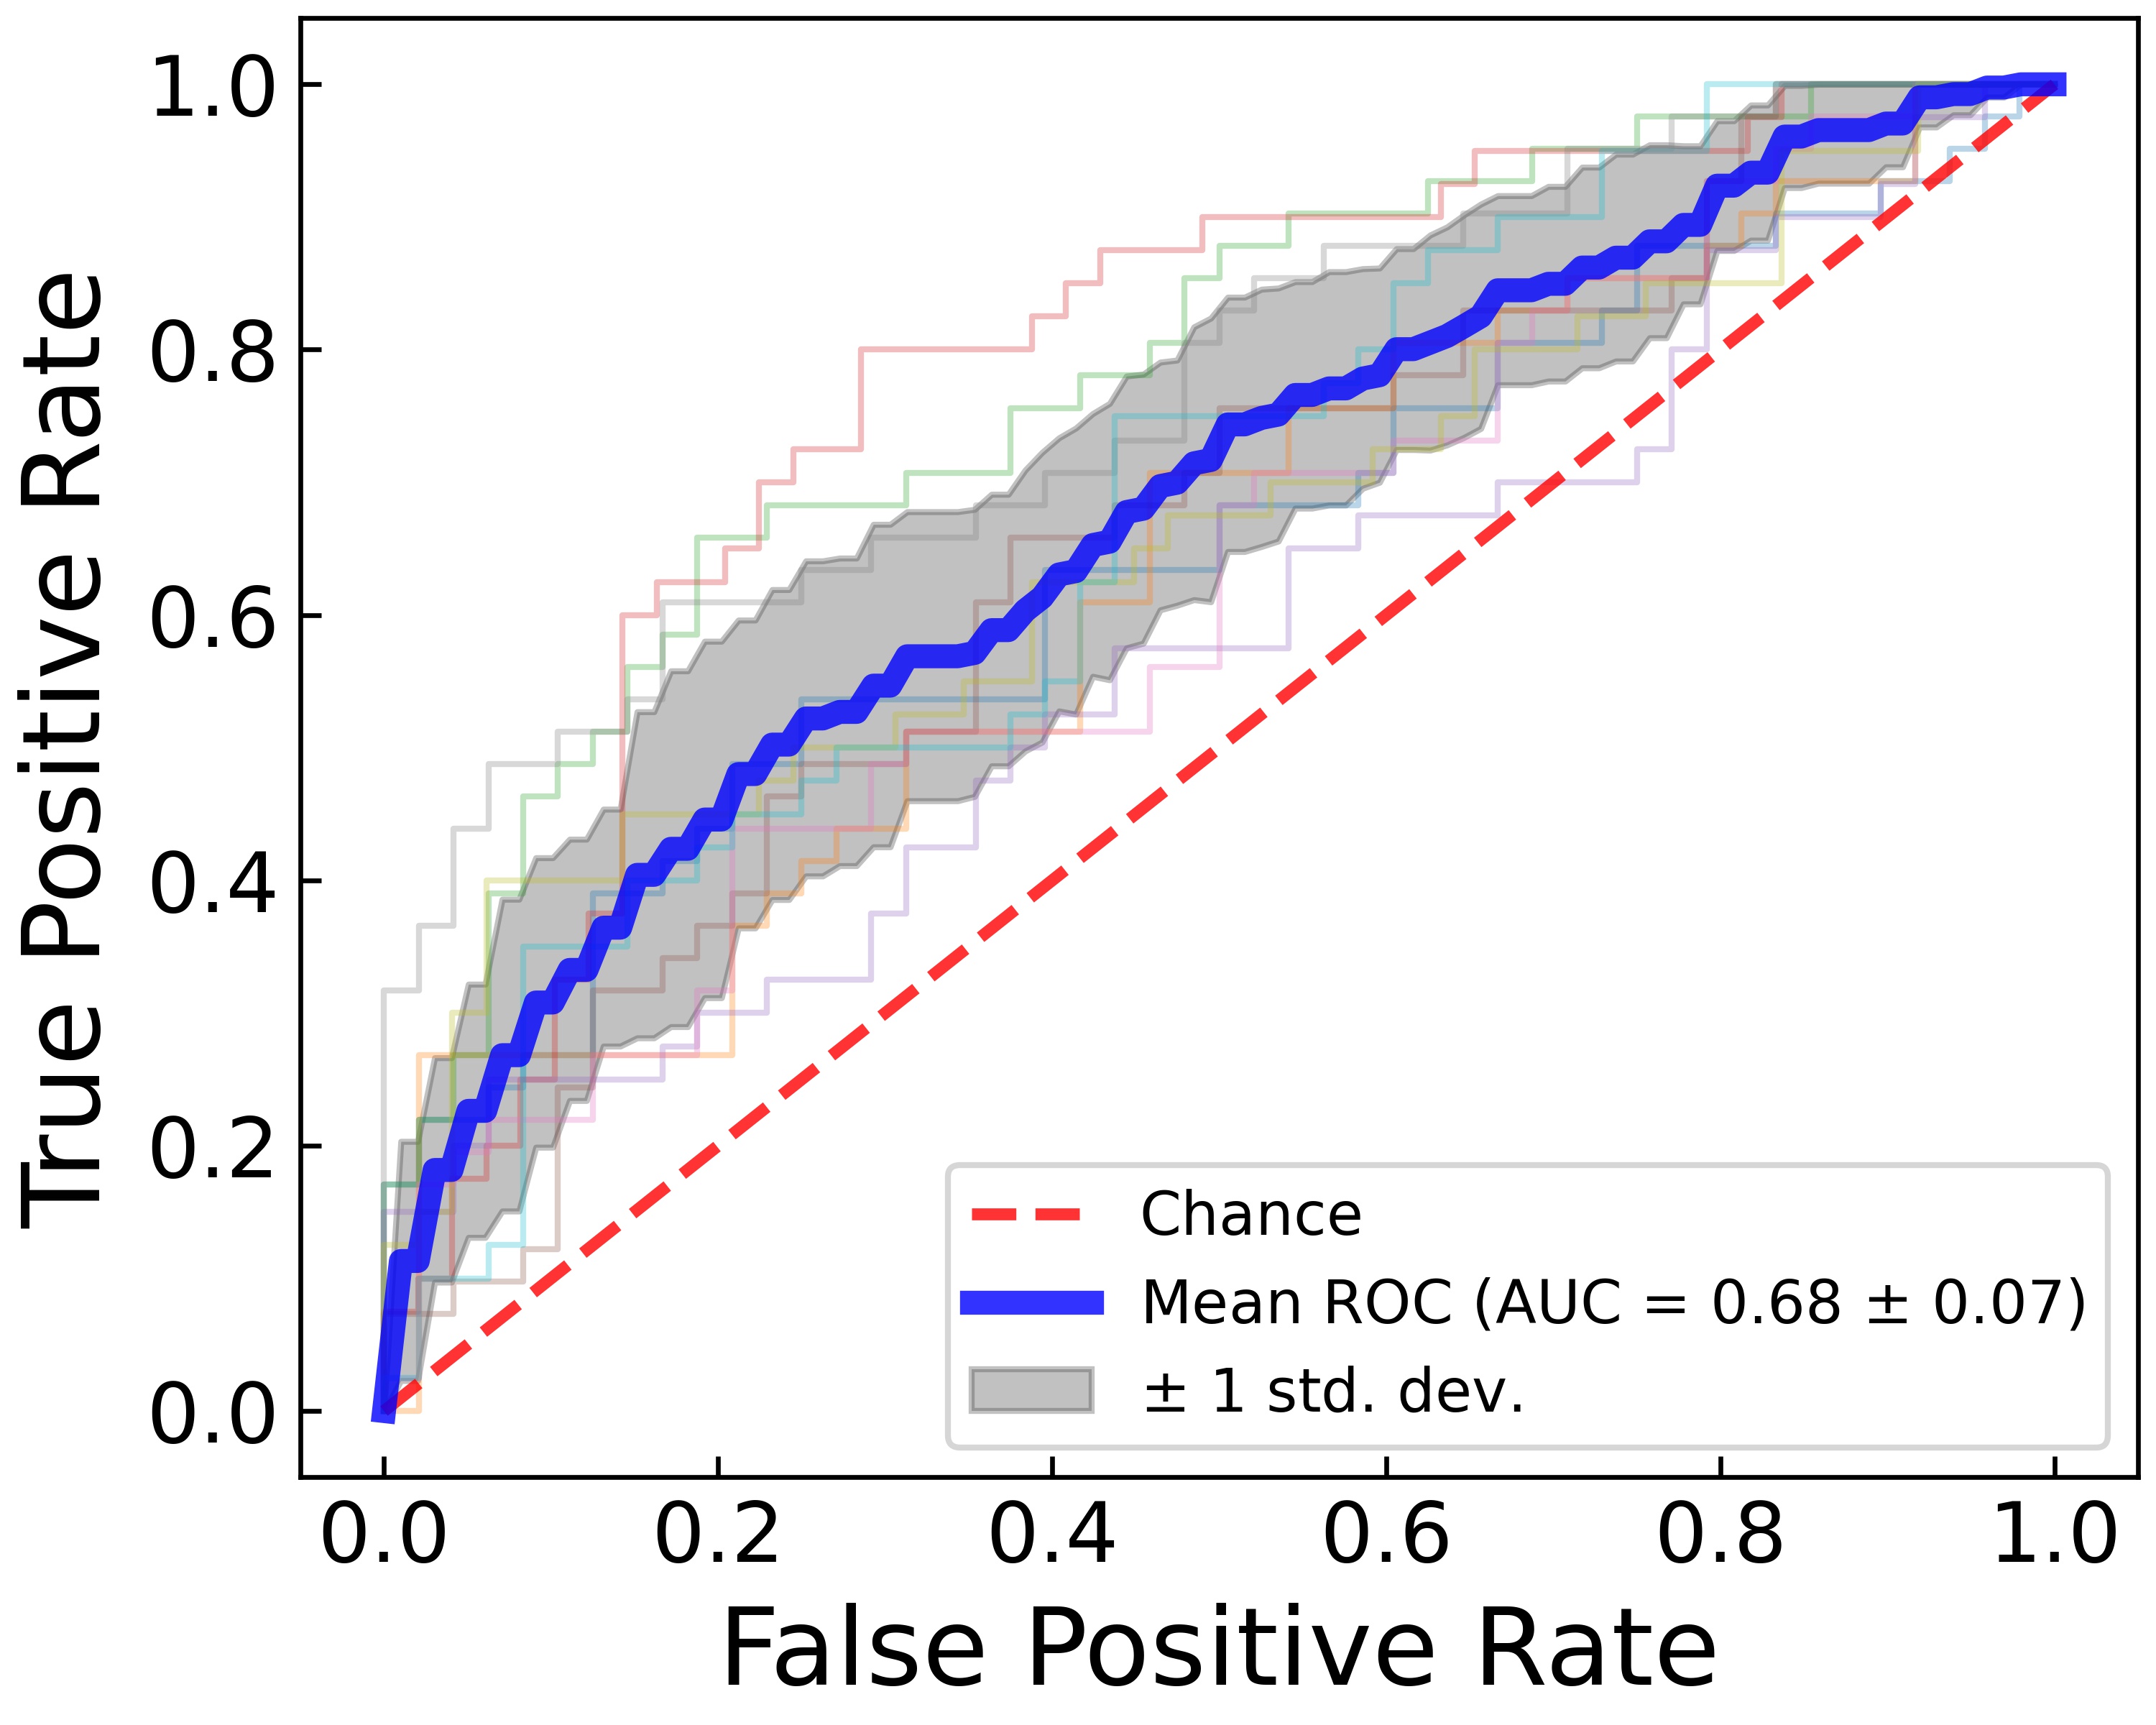 1.0
0.8
0.6
0.4
0.2
0.0
True Positive Rate
Chance
Mean ROC (AUC = 0.68 ± 0.07)
± 1 std. dev.
0.0 0.2 0.4 0.6 0.8 1.0
False Positive Rate